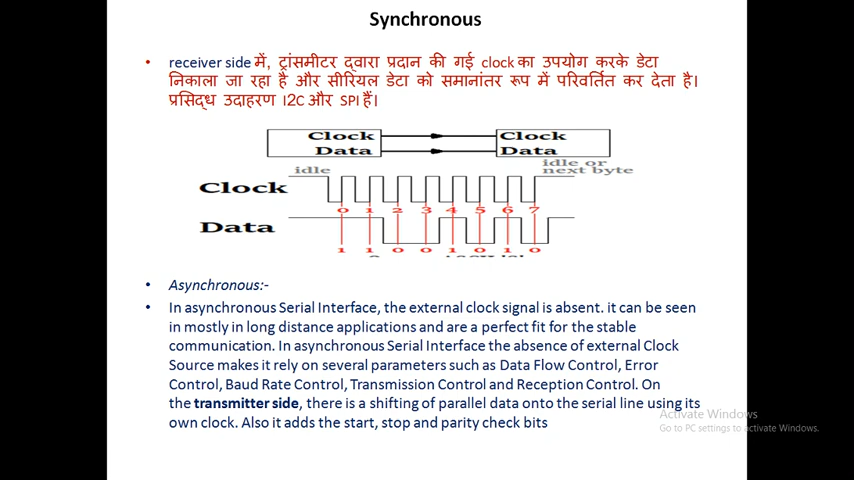 Synchronous
• receiver side में, ट्रांसमीटर द्वारा प्रदान की गई clock का उपयोग करके डेटा
निकाला जा रहा है और सीरियल डेटा को समानांतर रूप में परिवर्तित कर देता है।
प्रसिद्ध उदाहरण I2C और SPI हैं।
Clock Clock
Data Data
idle idle or
next byte
Clock
0 1 2 3 4 5 6 7
Data
1 1 0 0 1 0 1 0
• Asynchronous:-
• In asynchronous Serial Interface, the external clock signal is absent. it can be seen
in mostly in long distance applications and are a perfect fit for the stable
communication. In asynchronous Serial Interface the absence of external Clock
Source makes it rely on several parameters such as Data Flow Control, Error
Control, Baud Rate Control, Transmission Control and Reception Control. On
the transmitter side, there is a shifting of parallel data onto the serial line using its
own clock. Also it adds the start, stop and parity check bits
Activate Windows
Go to PC settings to activate Windows.